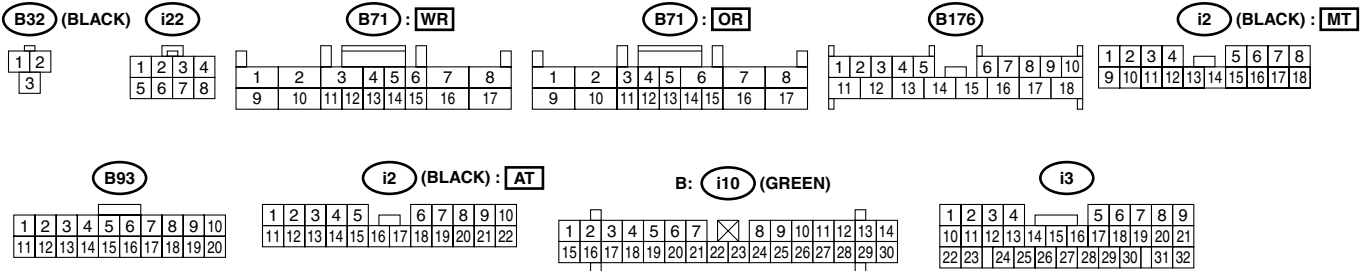 B32 (BLACK) i22 B71 : WR B71 : OR B176 i2 (BLACK) : MT
1 2
3
1 2 3 4
5 6 7 8
1 2 3 4 5 6 7 8
9 10 11 12 13 14 15 16 17
1 2 3 4 5 6 7 8
9 10 11 12 13 14 15 16 17
1 2 3 4 5 6 7 8 9 10
11 12 13 14 15 16 17 18
1 2 3 4 5 6 7 8
9 10 11 12 13 14 15 16 17 18
B93 i2 (BLACK) : AT B: i10 (GREEN) i3
1 2 3 4 5 6 7 8 9 10
11 12 13 14 15 16 17 18 19 20
1 2 3 4 5 6 7 8 9 10
11 12 13 14 15 16 17 18 19 20 21 22
1 2 3 4 5 6 7 8 9 10 11 12 13 14
15 16 17 18 19 20 21 22 23 24 25 26 27 28 29 30
1 2 3 4 5 6 7 8 9
10 11 12 13 14 15 16 17 18 19 20 21
22 23 24 25 26 27 28 29 30 31 32